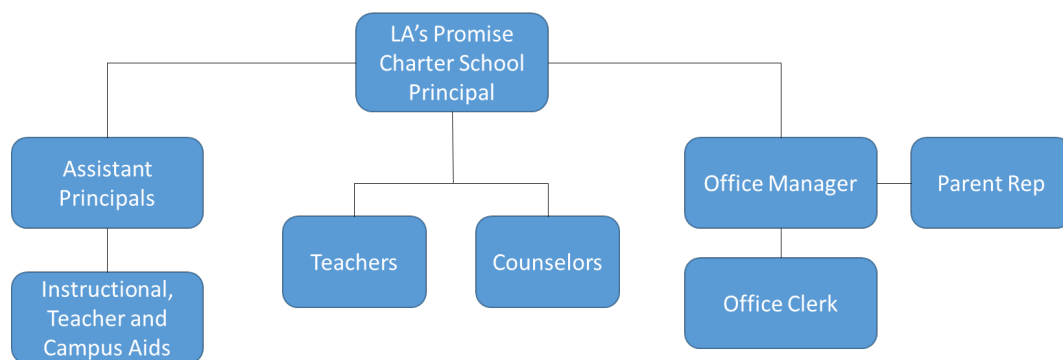 LA's Promise
Charter School
Principal
Assistant
Principals
Office Manager
Parent Rep
Teachers
Counselors
Instructional,
Teacher and
Campus Aids
Office Clerk